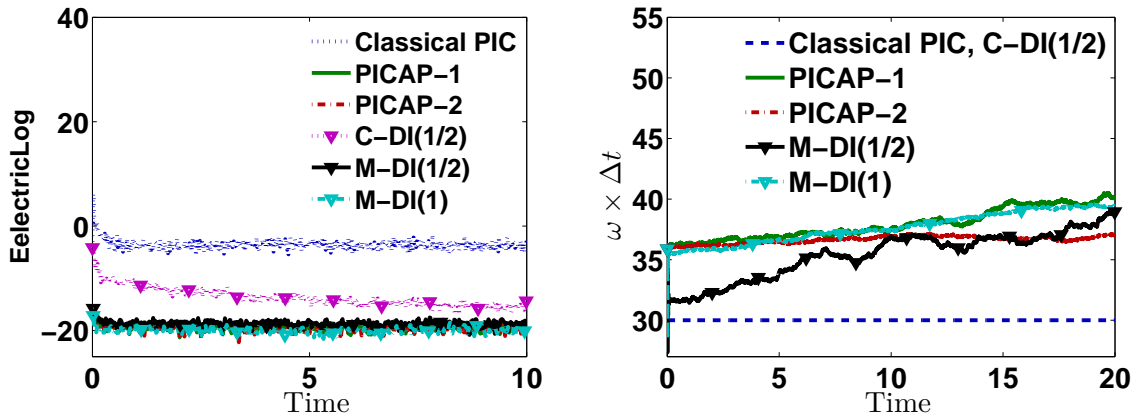 40
20
0
−20
EelectricLog
Classical PIC
PICAP−1
PICAP−2
C−DI(1/2)
M−DI(1/2)
M−DI(1)
0
5
10
Time
55
50
45
40
35
30
ω × Δt
Classical PIC, C−DI(1/2)
PICAP−1
PICAP−2
M−DI(1/2)
M−DI(1)
0
5
10
15
20
Time